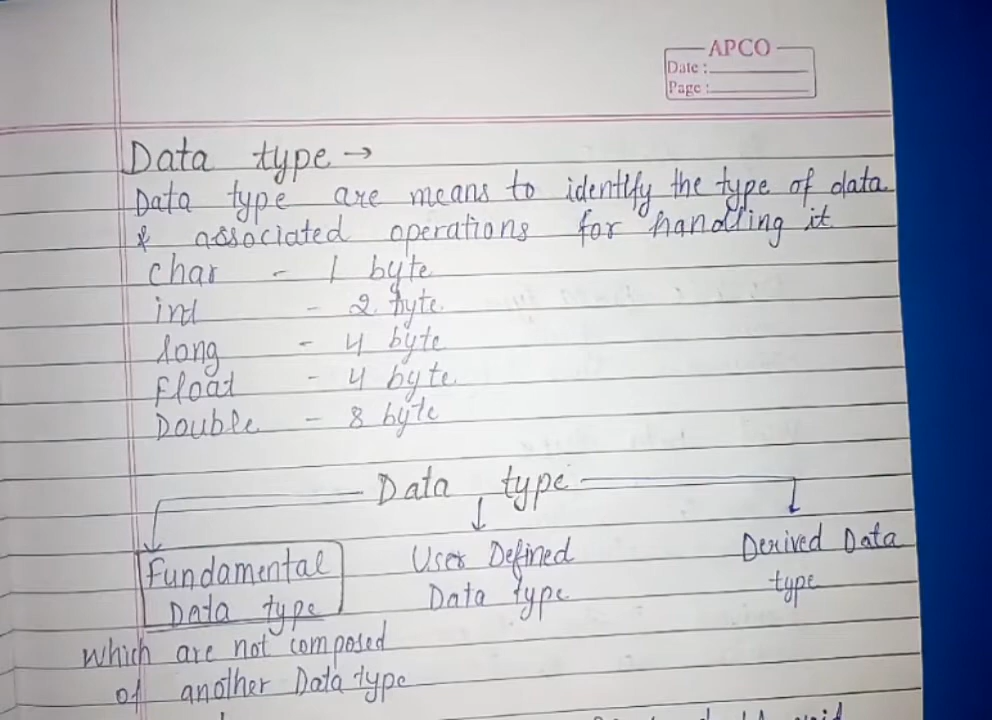 APCO
Date :
Page :
Data type →
Data type are means to identify the type of data
& associated operations for handling it
char - 1 byte
int - 2 byte
long - 4 byte
Float - 4 byte
Double - 8 byte
Data type
Fundamental
Data type
User Defined
Data type
Derived Data
type
which are not composed
of another Data type
void